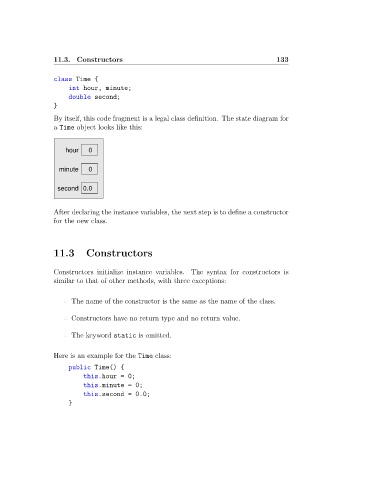 11.3. Constructors 133
class Time {
int hour, minute;
double second;
}
By itself, this code fragment is a legal class definition. The state diagram for
a Time object looks like this:
hour 0
minute 0
second 0.0
After declaring the instance variables, the next step is to define a constructor
for the new class.
11.3 Constructors
Constructors initialize instance variables. The syntax for constructors is
similar to that of other methods, with three exceptions:
- The name of the constructor is the same as the name of the class.
- Constructors have no return type and no return value.
- The keyword static is omitted.
Here is an example for the Time class:
public Time() {
this.hour = 0;
this.minute = 0;
this.second = 0.0;
}